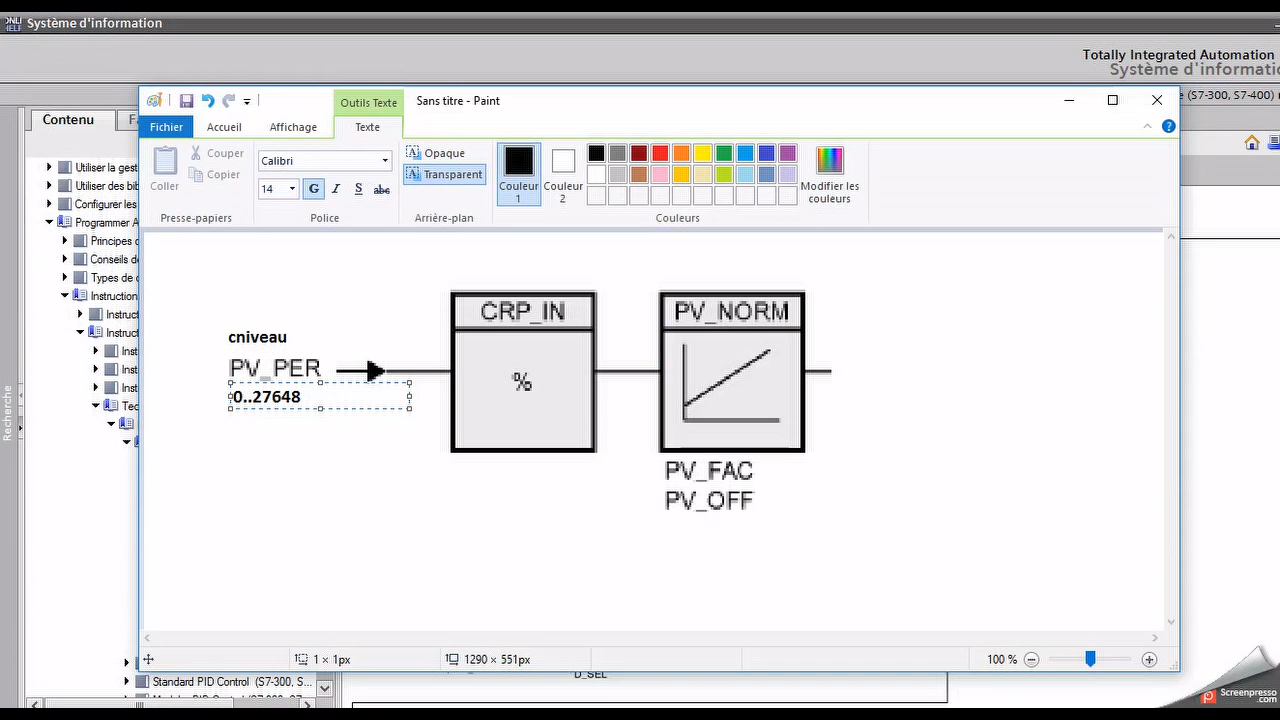 Système d'information
Totally Integrated Automation
Système d'informati
Contenu
(S7-300, S7-400)
Sans titre - Paint
Outils Texte
Fichier
Accueil
Affichage
Texte
Coller
Couper
Copier
Presse-papiers
Calibri
14
G
I
S
abc
Police
Opaque
Transparent
Arrière-plan
Couleur
1
Couleur
2
Modifier les
couleurs
Couleurs
Utiliser la gest
Utiliser des bib
Configurer les
Programmer A
Principes d
Conseils de
Types de d
Instruction
Instruct
Instruct
Inst
Inst
Inst
Tec
Recherche
CRP_IN
PV_NORM
cniveau
PV_PER
0..27648
%
PV_FAC
PV_OFF
1 × 1px
1290 × 551px
100 %
Standard PID Control (S7-300, S...
D_SEL
Screenpresso
.com